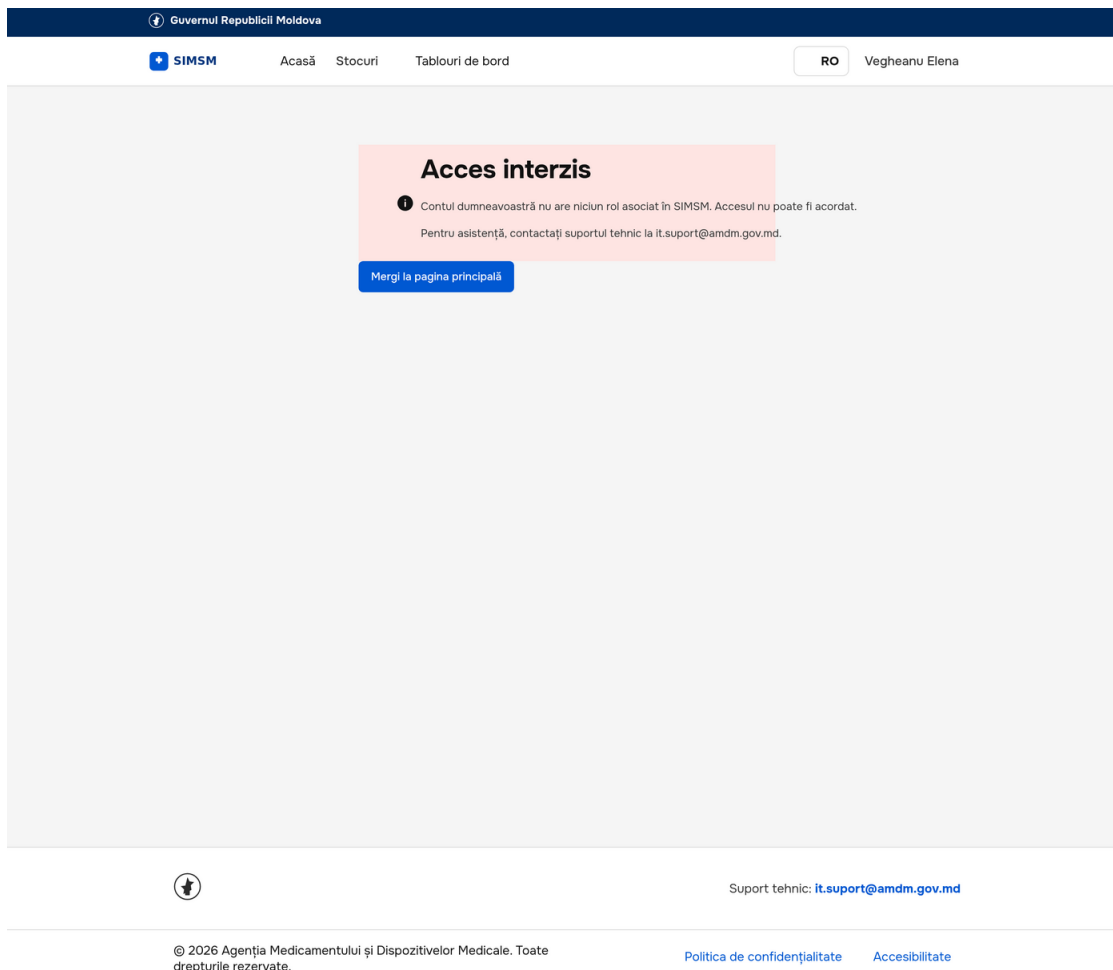 Guvernul Republicii Moldova
SIMSM Acasă Stocuri Tablouri de bord RO Vegheanu Elena
Acces interzis
Contul dumneavoastră nu are niciun rol asociat în SIMSM. Accesul nu poate fi acordat.
Pentru asistență, contactați suportul tehnic la it.suport@amdm.gov.md.
Mergi la pagina principală
Suport tehnic: it.suport@amdm.gov.md
© 2026 Agenția Medicamentului și Dispozitivelor Medicale. Toate
drepturile rezervate.
Politica de confidențialitate Accesibilitate